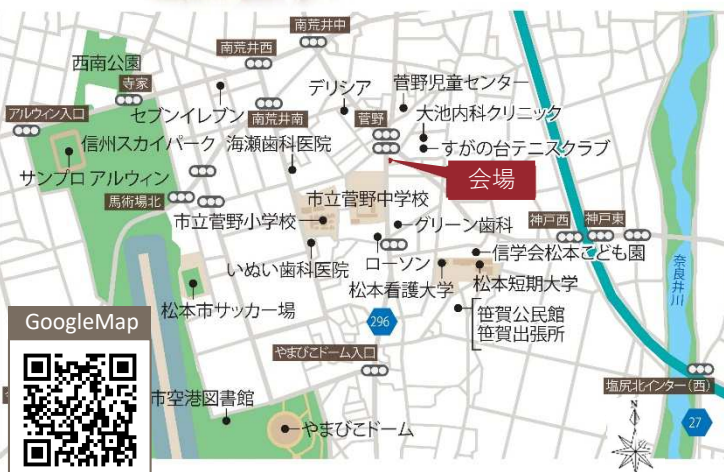 南荒井中
南荒井西
西南公園
寺家
デリシア
菅野児童センター
アルウィン入口
セブンイレブン
南荒井南
菅野
大池内科クリニック
信州スカイパーク
海瀬歯科医院
すがの台テニスクラブ
サンプロ アルウィン
会場
馬術場北
市立菅野中学校
市立菅野小学校
グリーン歯科
神戸西
神戸東
信学会松本こども園
いぬい歯科医院
ローソン
松本看護大学
松本短期大学
奈良井川
松本市サッカー場
笹賀公民館
笹賀出張所
GoogleMap
296
やまびこドーム入口
塩尻北インター(西)
市空港図書館
27
やまびこドーム
N